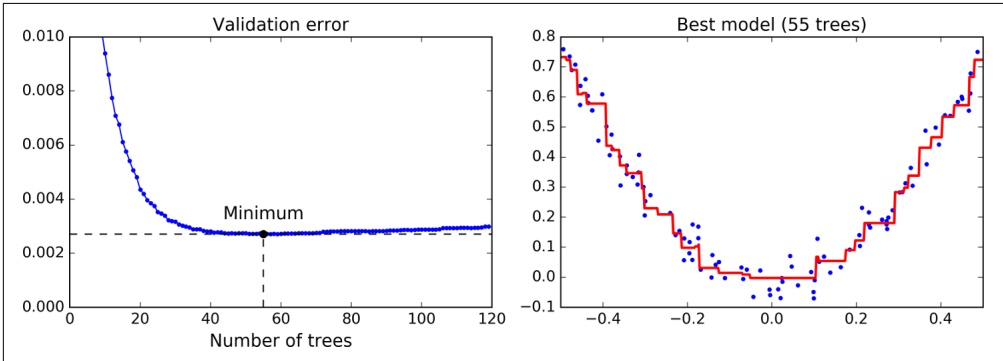 Validation error
0.010
0.008
0.006
0.004
0.002
0.000
Minimum
0 20 40 60 80 100 120
Number of trees
Best model (55 trees)
0.8
0.7
0.6
0.5
0.4
0.3
0.2
0.1
0.0
−0.1
−0.4 −0.2 0.0 0.2 0.4